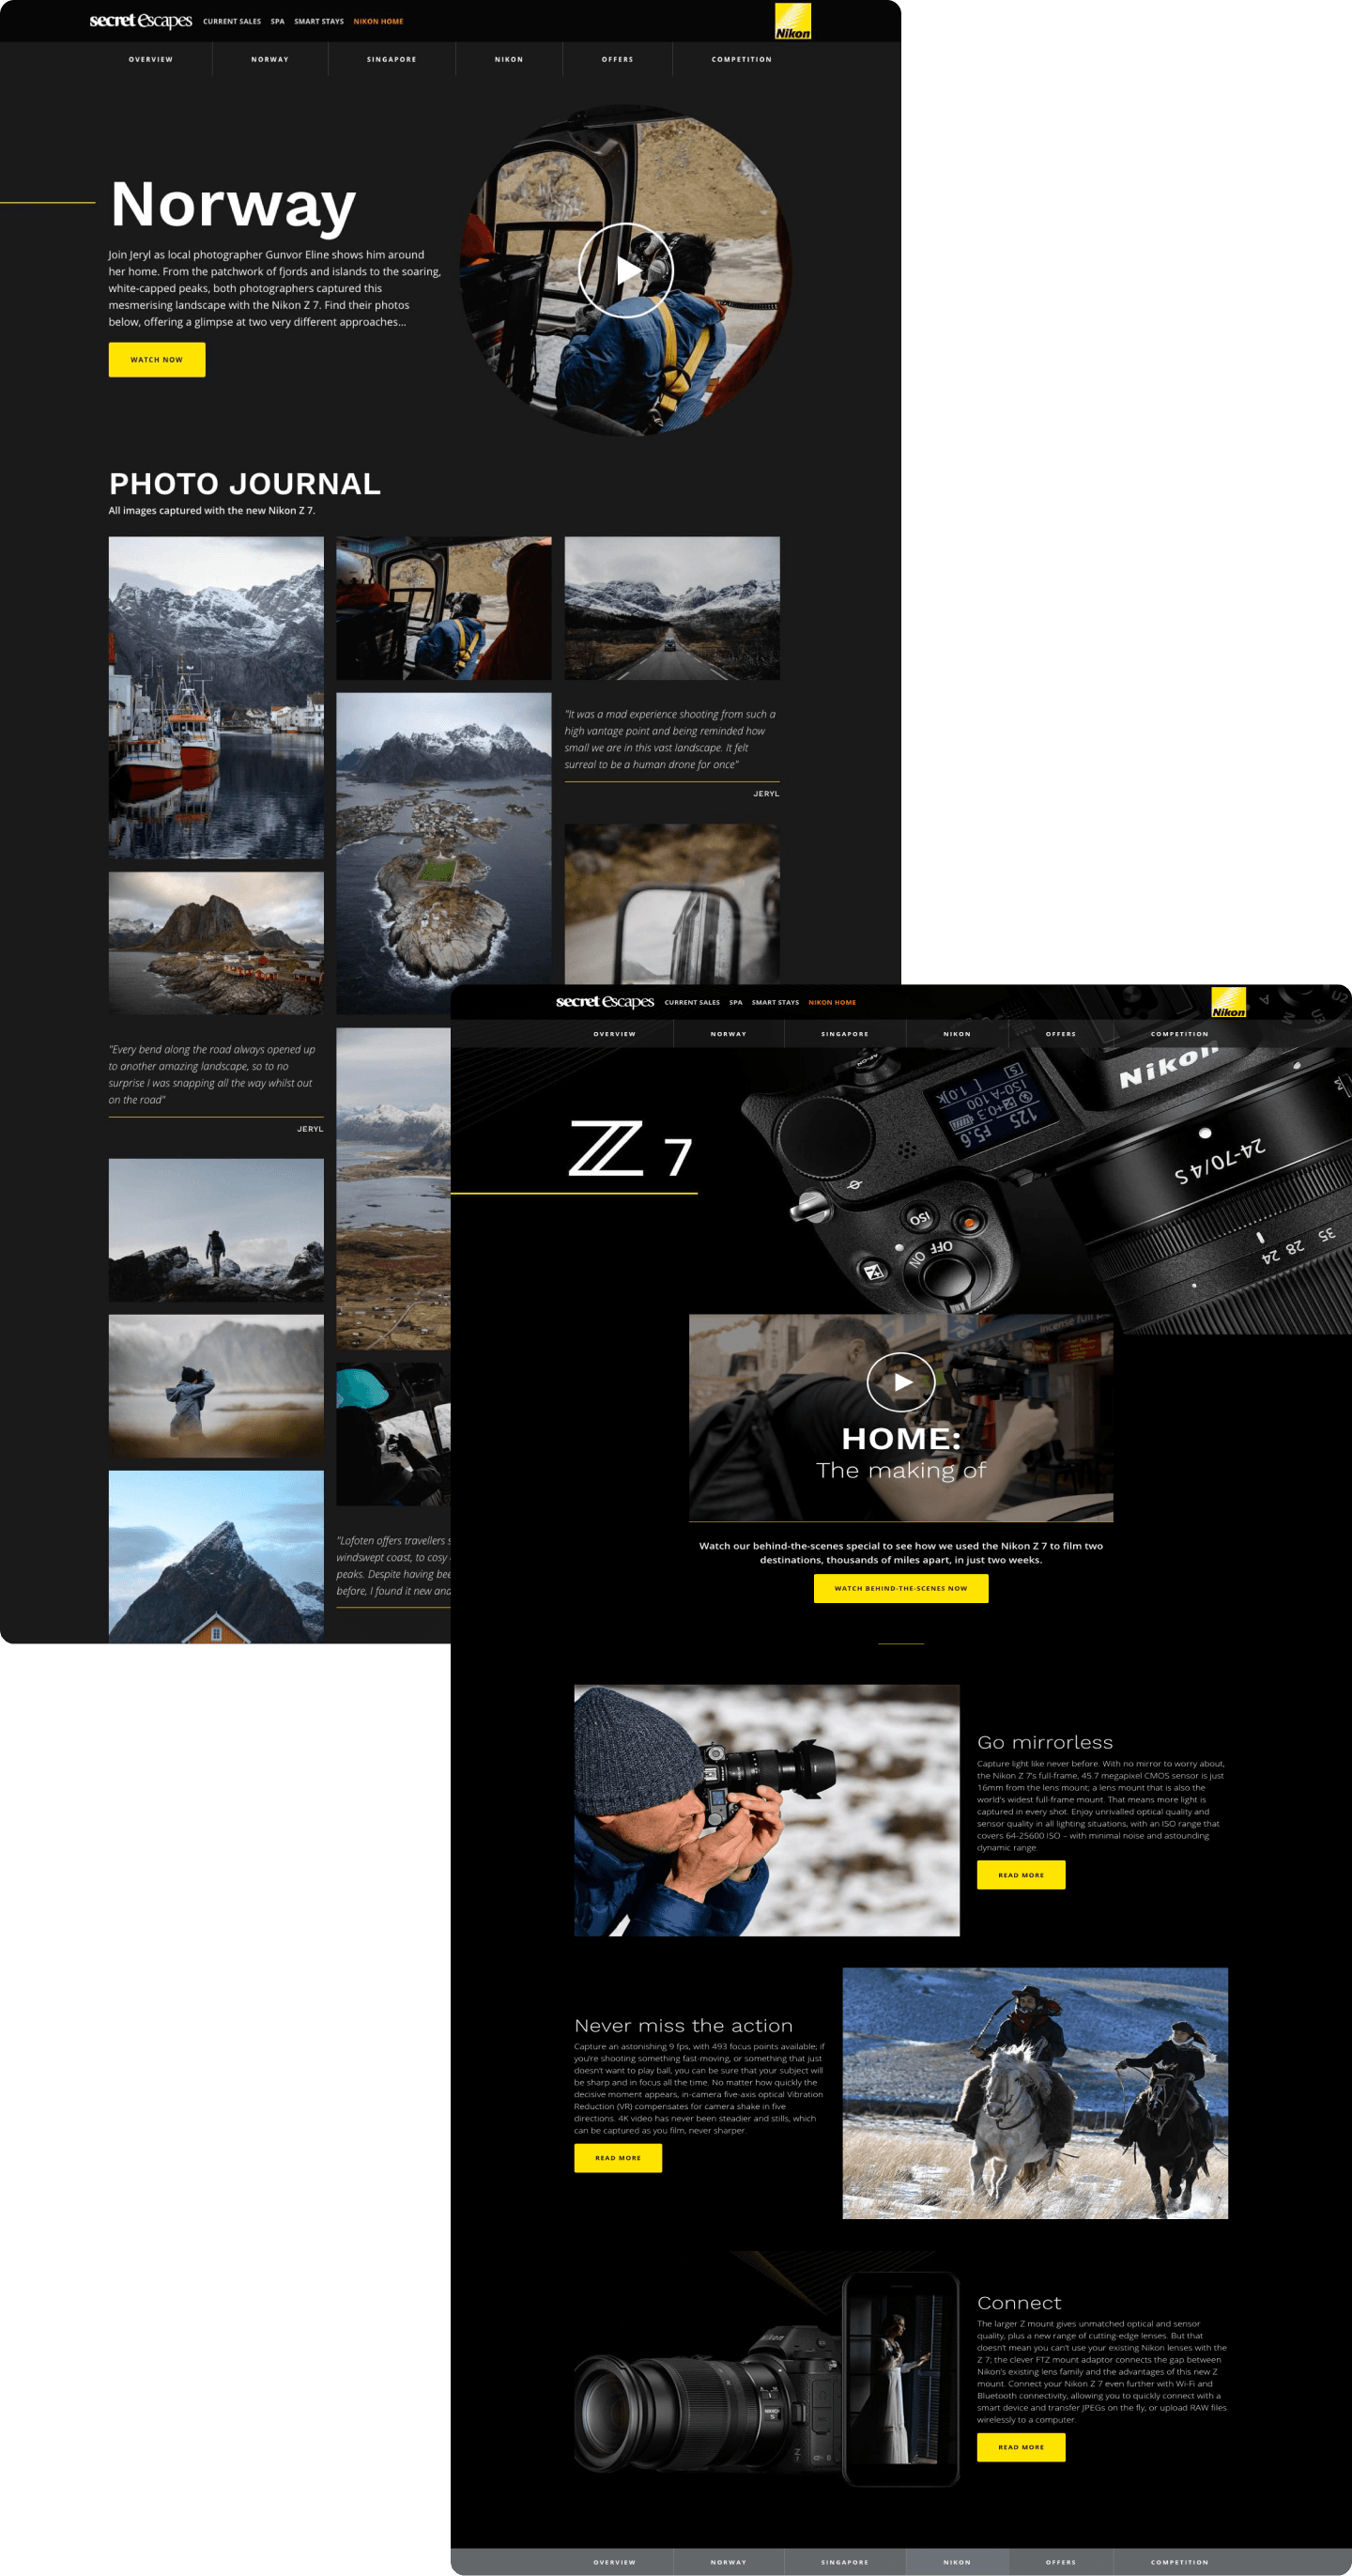 secret Escapes CURRENT SALES SPA SMART STAYS NIKON HOME Nikon
OVERVIEW NORWAY SINGAPORE NIKON OFFERS COMPETITION
Norway
Join Jeryl as local photographer Gunvor Eline shows him around
her home. From the patchwork of fjords and islands to the soaring,
white-capped peaks, both photographers captured this
mesmerising landscape with the Nikon Z 7. Find their photos
below, offering a glimpse at two very different approaches...
WATCH NOW
PHOTO JOURNAL
All images captured with the new Nikon Z 7.
"It was a mad experience shooting from such a
high vantage point and being reminded how
small we are in this vast landscape. It felt
surreal to be a human drone for once"
JERYL
"Every bend along the road always opened up
to another amazing landscape, so to no
surprise I was snapping all the way whilst out
on the road"
JERYL
"Lofoten offers travellers s
windswept coast, to cosy
peaks. Despite having bee
before, I found it new and
secret Escapes CURRENT SALES SPA SMART STAYS NIKON HOME Nikon
OVERVIEW NORWAY SINGAPORE NIKON OFFERS COMPETITION
U2
U3
M
A
Nikon
ISO-A 100
125 F5.6
24-70/4 S
35 28 24
ISO
OFF
ON
Z 7
HOME:
The making of
Watch our behind-the-scenes special to see how we used the Nikon Z 7 to film two
destinations, thousands of miles apart, in just two weeks.
WATCH BEHIND-THE-SCENES NOW
Go mirrorless
Capture light like never before. With no mirror to worry about,
the Nikon Z 7's full-frame, 45.7 megapixel CMOS sensor is just
16mm from the lens mount; a lens mount that is also the
world's widest full-frame mount. That means more light is
captured in every shot. Enjoy unrivalled optical quality and
sensor quality in all lighting situations, with an ISO range that
covers 64-25600 ISO – with minimal noise and astounding
dynamic range.
READ MORE
Never miss the action
Capture an astonishing 9 fps, with 493 focus points available; if
you're shooting something fast-moving, or something that just
doesn't want to play ball, you can be sure that your subject will
be sharp and in focus all the time. No matter how quickly the
decisive moment appears, in-camera five-axis optical Vibration
Reduction (VR) compensates for camera shake in five
directions. 4K video has never been steadier and stills, which
can be captured as you film, never sharper.
READ MORE
Connect
The larger Z mount gives unmatched optical and sensor
quality, plus a new range of cutting-edge lenses. But that
doesn't mean you can't use your existing Nikon lenses with the
Z 7; the clever FTZ mount adaptor connects the gap between
Nikon's existing lens family and the advantages of this new Z
mount. Connect your Nikon Z 7 even further with Wi-Fi and
Bluetooth connectivity, allowing you to quickly connect with a
smart device and transfer JPEGs on the fly, or upload RAW files
wirelessly to a computer.
READ MORE
OVERVIEW NORWAY SINGAPORE NIKON OFFERS COMPETITION